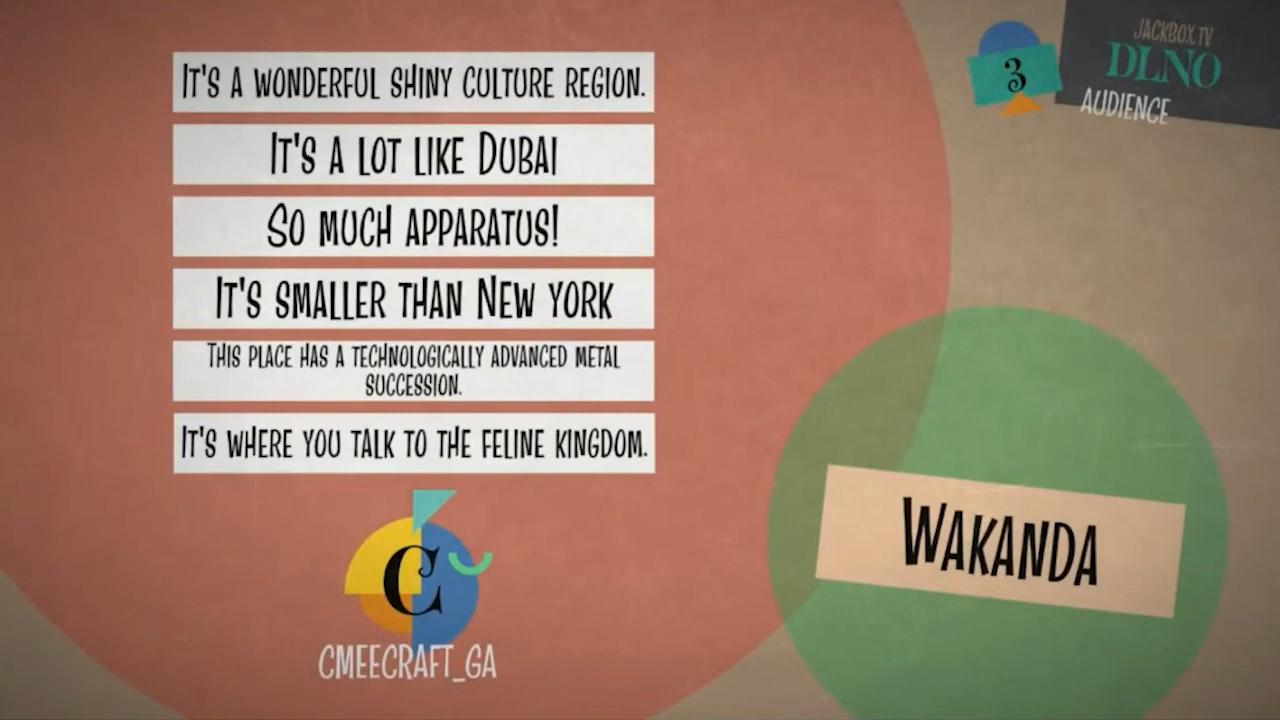 It's a wonderful shiny culture region.
It's a lot like Dubai
So much apparatus!
It's smaller than New York
This place has a technologically advanced metal
succession.
It's where you talk to the feline kingdom.
C
CMEECRAFT_GA
3
JACKBOX.TV
DLNO
AUDIENCE
Wakanda